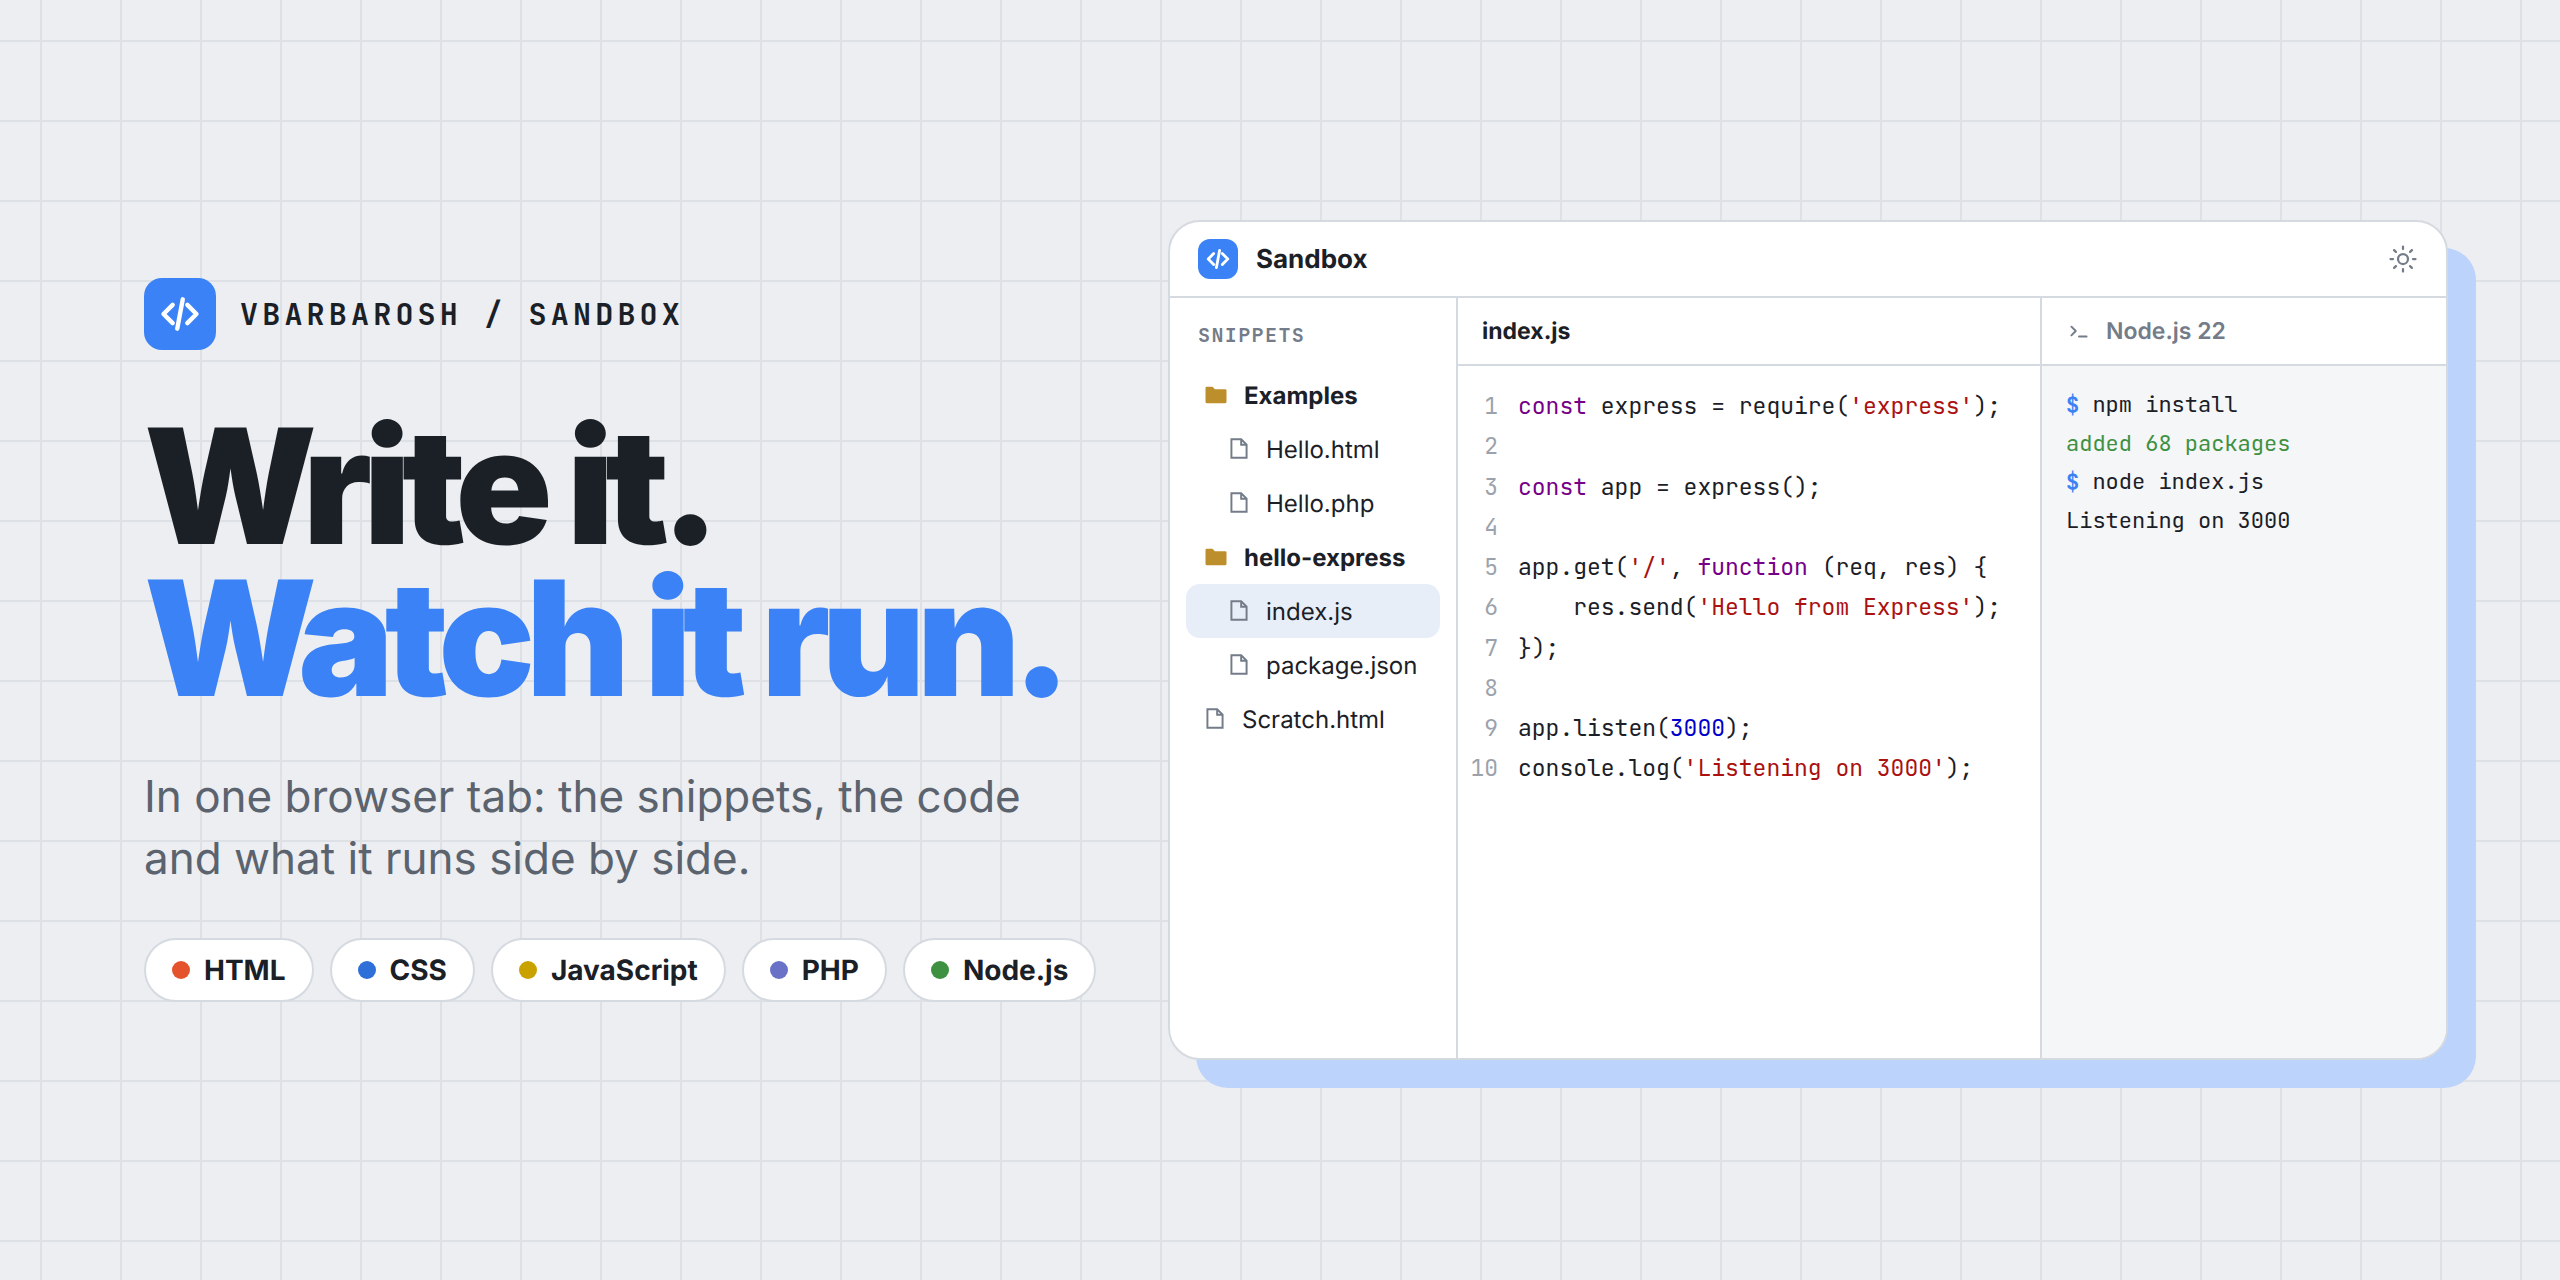 VBARBAROSH / SANDBOX
Write it.
Watch it run.
In one browser tab: the snippets, the code
and what it runs side by side.
HTML
CSS
JavaScript
PHP
Node.js
Sandbox
SNIPPETS
Examples
Hello.html
Hello.php
hello-express
index.js
package.json
Scratch.html
index.js
1 const express = require('express');
2
3 const app = express();
4
5 app.get('/', function (req, res) {
6     res.send('Hello from Express');
7 });
8
9 app.listen(3000);
10 console.log('Listening on 3000');
>_ Node.js 22
$ npm install
added 68 packages
$ node index.js
Listening on 3000